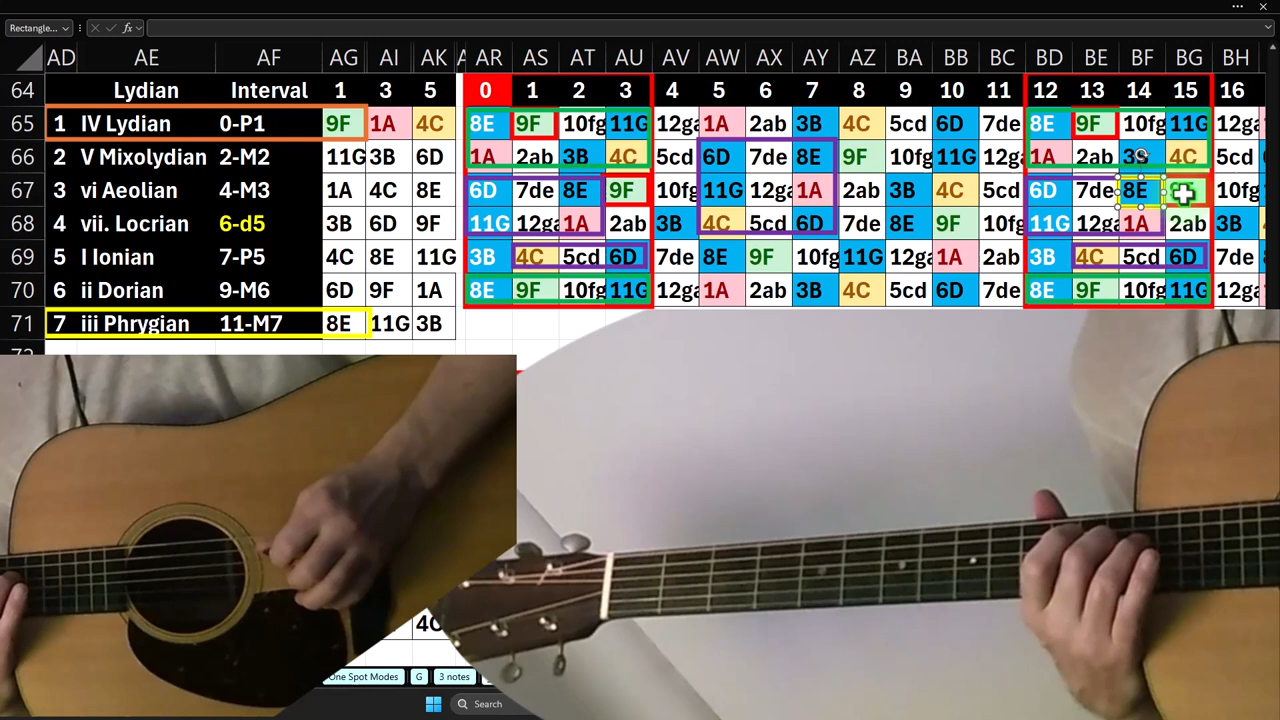 Rectangle...
fx
AD AE AF AG AI AK AR AS AT AU AV AW AX AY AZ BA BB BC BD BE BF BG BH
64 Lydian Interval 1 3 5 0 1 2 3 4 5 6 7 8 9 10 11 12 13 14 15 16
65 1 IV Lydian 0-P1 9F 1A 4C 8E 9F 10fg 11G 12ga 1A 2ab 3B 4C 5cd 6D 7de 8E 9F 10fg 11G 12ga
66 2 V Mixolydian 2-M2 11G 3B 6D 1A 2ab 3B 4C 5cd 6D 7de 8E 9F 10fg 11G 12ga 1A 2ab 4C 5cd
67 3 vi Aeolian 4-M3 1A 4C 8E 6D 7de 8E 9F 10fg 11G 12ga 1A 2ab 3B 4C 5cd 6D 7de 8E 10fg
68 4 vii. Locrian 6-d5 3B 6D 9F 11G 12ga 1A 2ab 3B 4C 5cd 6D 7de 8E 9F 10fg 11G 12ga 1A 2ab 3B
69 5 I Ionian 7-P5 4C 8E 11G 3B 4C 5cd 6D 7de 8E 9F 10fg 11G 12ga 1A 2ab 3B 4C 5cd 6D 7de
70 6 ii Dorian 9-M6 6D 9F 1A 8E 9F 10fg 11G 12ga 1A 2ab 3B 4C 5cd 6D 7de 8E 9F 10fg 11G 12ga
71 7 iii Phrygian 11-M7 8E 11G 3B
One Spot Modes G 3 notes
Search